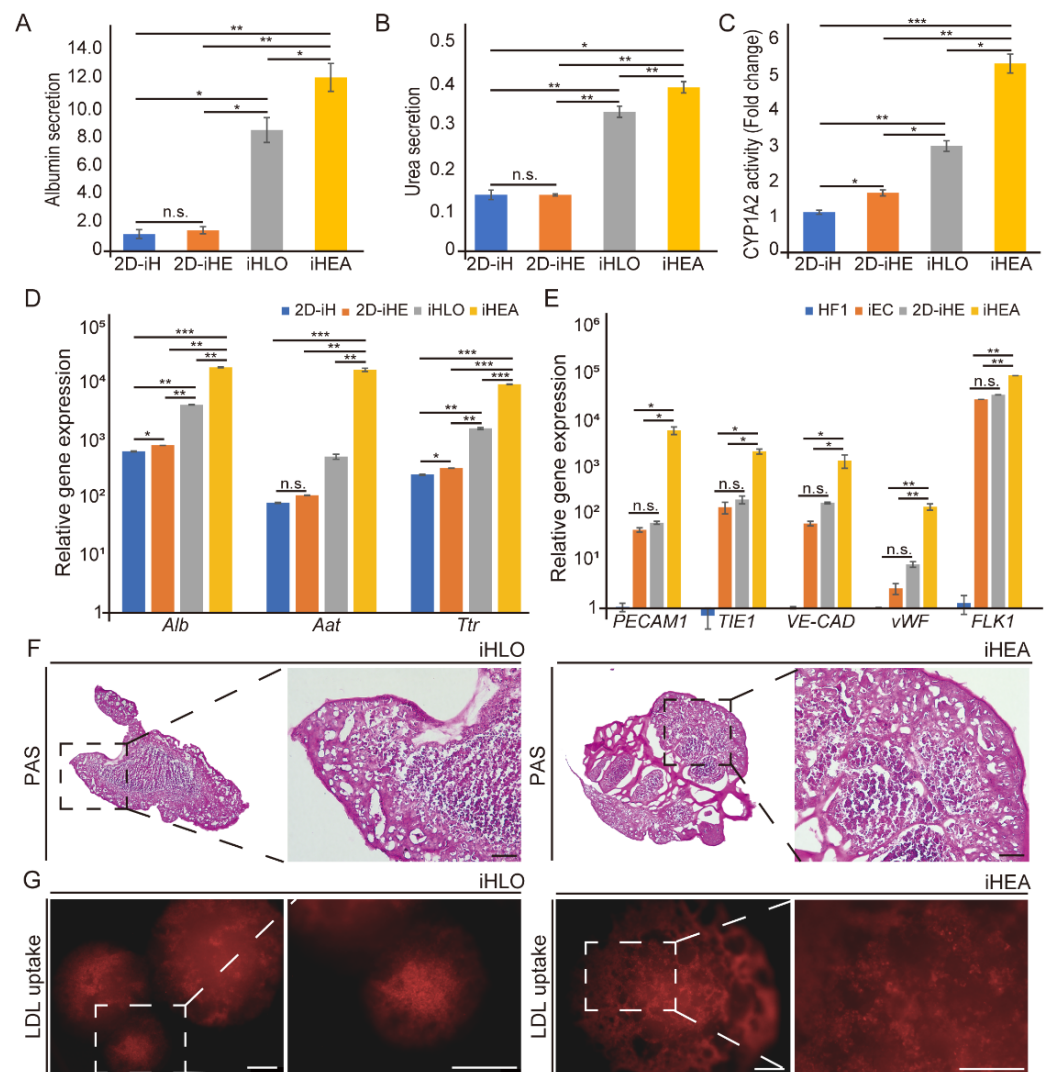 A
Albumin secretion
14.0
12.0
10.0
8.0
6.0
4.0
2.0
0
**
**
*
*
*
n.s.
2D-iH 2D-iHE iHLO iHEA
B
Urea secretion
0.5
0.4
0.3
0.2
0.1
0
*
**
**
**
**
n.s.
2D-iH 2D-iHE iHLO iHEA
C
CYP1A2 activity (Fold change)
6
5
4
3
2
1
0
***
**
*
**
*
*
2D-iH 2D-iHE iHLO iHEA
D
2D-iH 2D-iHE iHLO iHEA
Relative gene expression
10⁵
10⁴
10³
10²
10¹
1
***
**
**
**
**
*
***
**
**
n.s.
***
***
***
**
**
*
Alb Aat Ttr
E
HF1 iEC 2D-iHE iHEA
Relative gene expression
10⁶
10⁵
10⁴
10³
10²
10¹
1
*
*
n.s.
*
*
n.s.
*
*
n.s.
**
**
n.s.
**
**
n.s.
PECAM1 TIE1 VE-CAD vWF FLK1
F
iHLO
PAS
iHEA
PAS
G
iHLO
LDL uptake
iHEA
LDL uptake